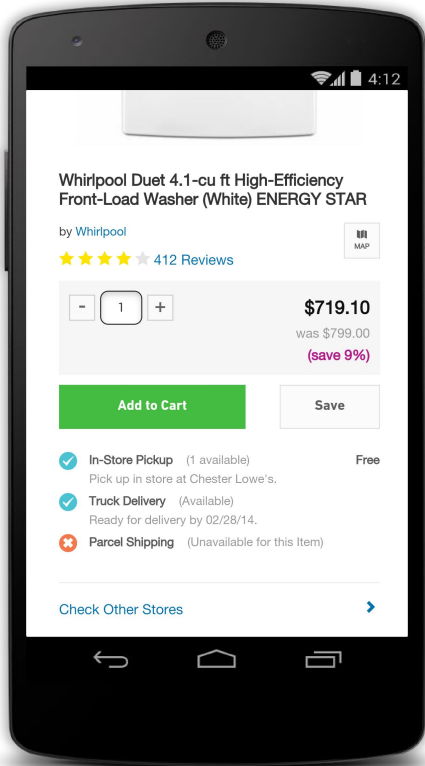 4:12
Whirlpool Duet 4.1-cu ft High-Efficiency
Front-Load Washer (White) ENERGY STAR
by Whirlpool
MAP
412 Reviews
- 1 +
$719.10
was $799.00
(save 9%)
Add to Cart
Save
In-Store Pickup (1 available) Free
Pick up in store at Chester Lowe's.
Truck Delivery (Available)
Ready for delivery by 02/28/14.
Parcel Shipping (Unavailable for this Item)
Check Other Stores